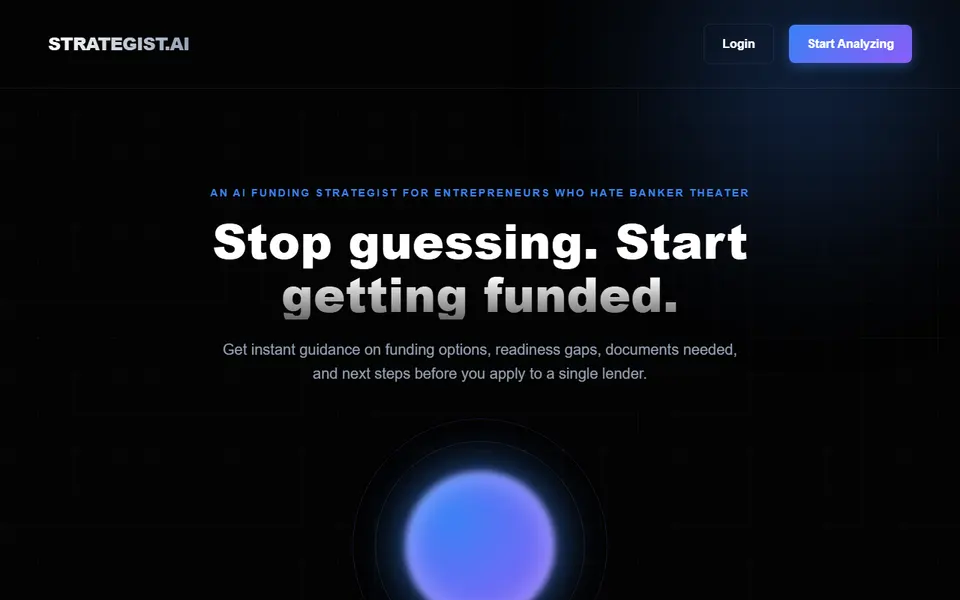 STRATEGIST.AI
Login
Start Analyzing
AN AI FUNDING STRATEGIST FOR ENTREPRENEURS WHO HATE BANKER THEATER
Stop guessing. Start
getting funded.
Get instant guidance on funding options, readiness gaps, documents needed,
and next steps before you apply to a single lender.